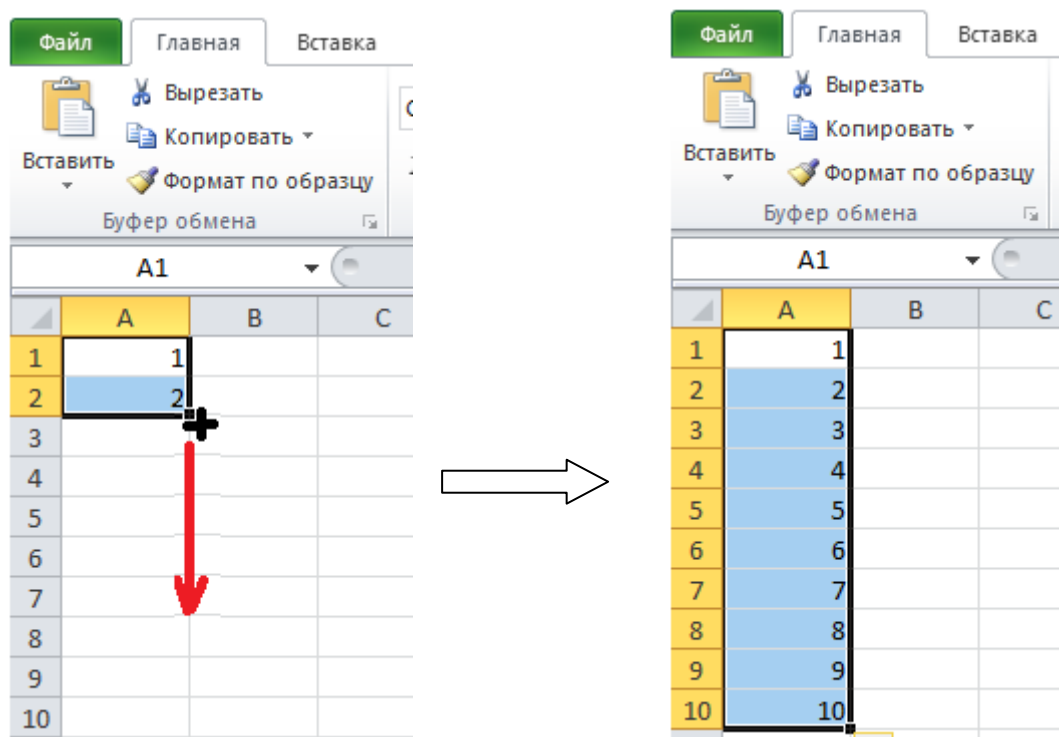 Файл Главная Вставка
Вырезать
Копировать
Вставить
Формат по образцу
Буфер обмена
A1
A B C
1 1
2 2
3
4
5
6
7
8
9
10
Файл Главная Вставка
Вырезать
Копировать
Вставить
Формат по образцу
Буфер обмена
A1
A B C
1 1
2 2
3 3
4 4
5 5
6 6
7 7
8 8
9 9
10 10